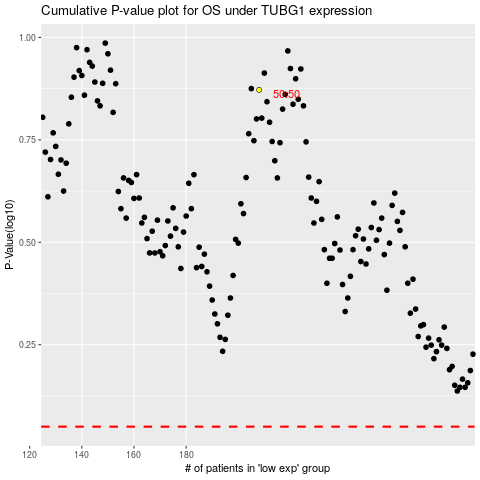 Cumulative P-value plot for OS under TUBG1 expression
P-Value(log10)
1.00
0.75
0.50
0.25
50-50
120 140 160 180
# of patients in 'low exp' group